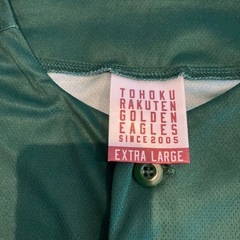 TOHOKU
RAKUTEN
GOLDEN
EAGLES
SINCE2005
EXTRA LARGE